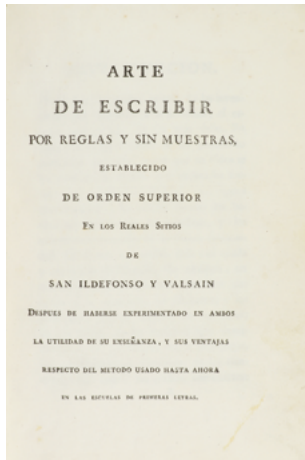 ARTE
DE ESCRIBIR
POR REGLAS Y SIN MUESTRAS,
ESTABLECIDO
DE ORDEN SUPERIOR
EN LOS REALES SITIOS
DE
SAN ILDEFONSO Y VALSAIN
DESPUES DE HABERSE EXPERIMENTADO EN AMBOS
LA UTILIDAD DE SU ENSEÑANZA, Y SUS VENTAJAS
RESPECTO DEL METODO USADO HASTA AHORA
EN LAS ESCUELAS DE PRIMERAS LETRAS.